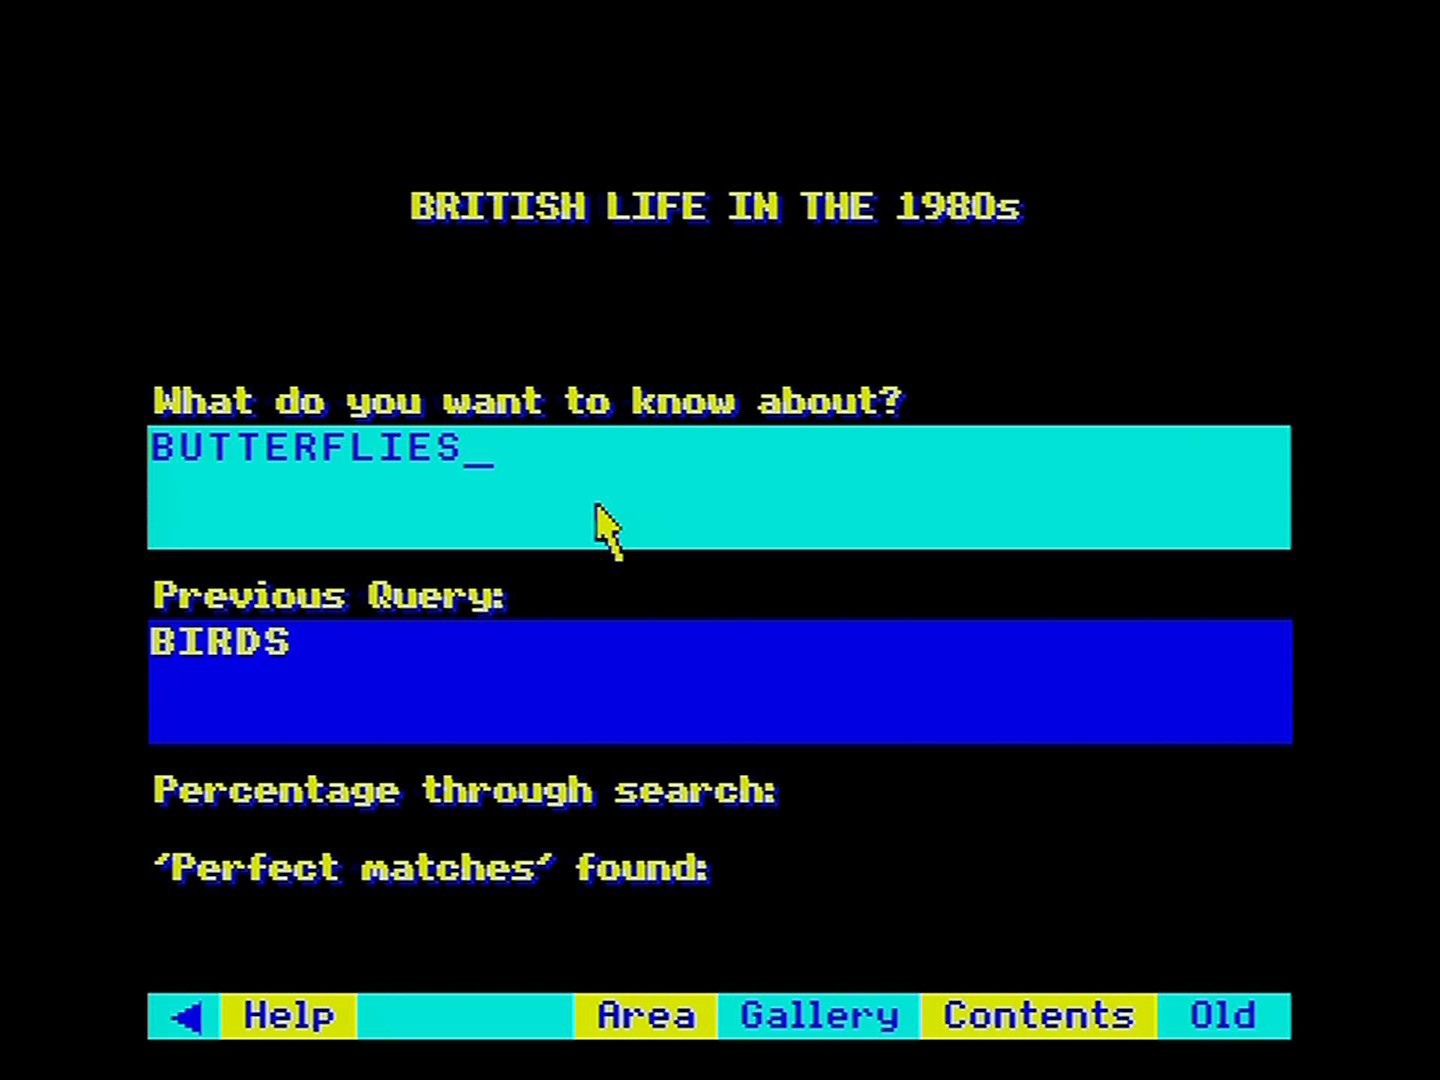 BRITISH LIFE IN THE 1980s
What do you want to know about?
BUTTERFLIES_
Previous Query:
BIRDS
Percentage through search:
‘Perfect matches’ found:
Help Area Gallery Contents Old